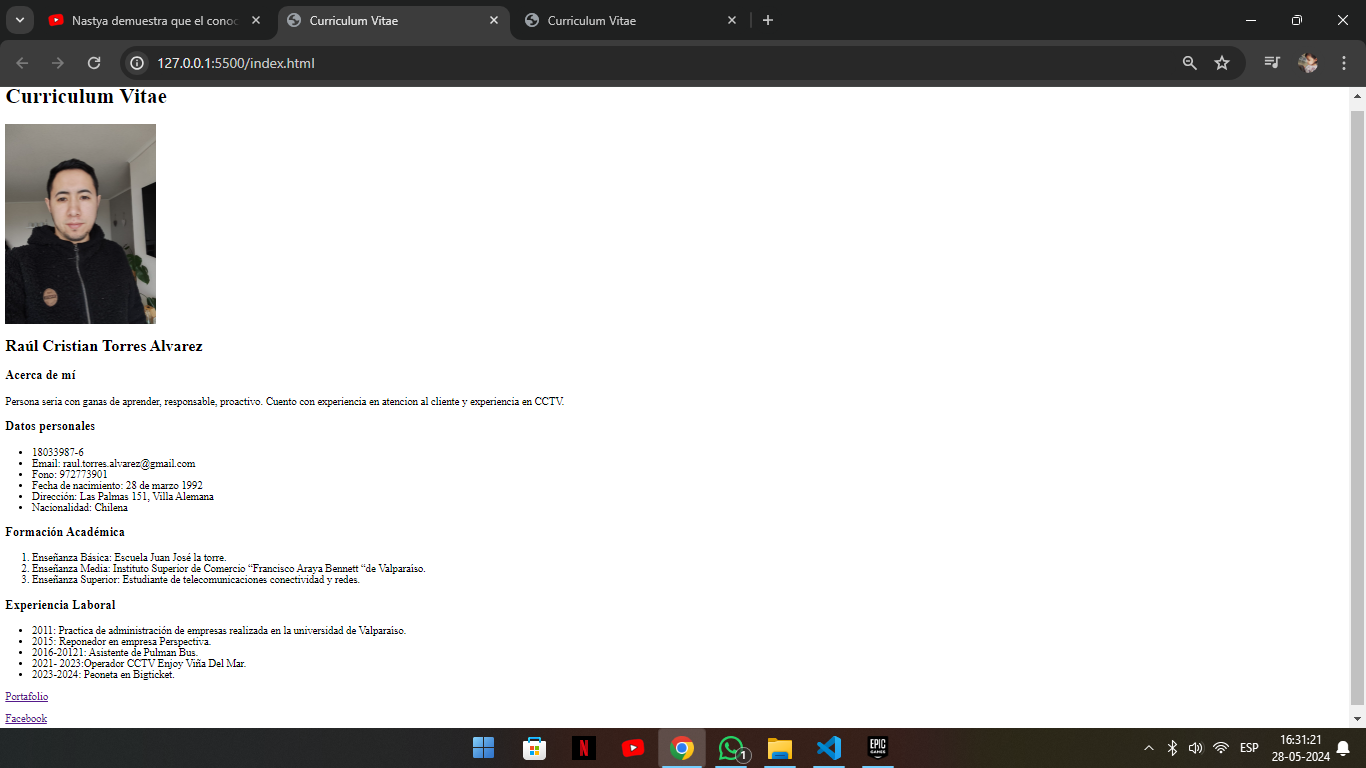 Nastya demuestra que el conoc
Curriculum Vitae
Curriculum Vitae
127.0.0.1:5500/index.html
Curriculum Vitae
Raúl Cristian Torres Alvarez
Acerca de mí
Persona seria con ganas de aprender, responsable, proactivo. Cuento con experiencia en atencion al cliente y experiencia en CCTV.
Datos personales
18033987-6
Email: raul.torres.alvarez@gmail.com
Fono: 972773901
Fecha de nacimiento: 28 de marzo 1992
Dirección: Las Palmas 151, Villa Alemana
Nacionalidad: Chilena
Formación Académica
1. Enseñanza Básica: Escuela Juan José la torre.
2. Enseñanza Media: Instituto Superior de Comercio “Francisco Araya Bennett “de Valparaíso.
3. Enseñanza Superior: Estudiante de telecomunicaciones conectividad y redes.
Experiencia Laboral
2011: Practica de administración de empresas realizada en la universidad de Valparaíso.
2015: Reponedor en empresa Perspectiva.
2016-20121: Asistente de Pulman Bus.
2021- 2023:Operador CCTV Enjoy Viña Del Mar.
2023-2024: Peoneta en Bigticket.
Portafolio
Facebook
N
1
EPIC
GAMES
ESP
16:31:21
28-05-2024